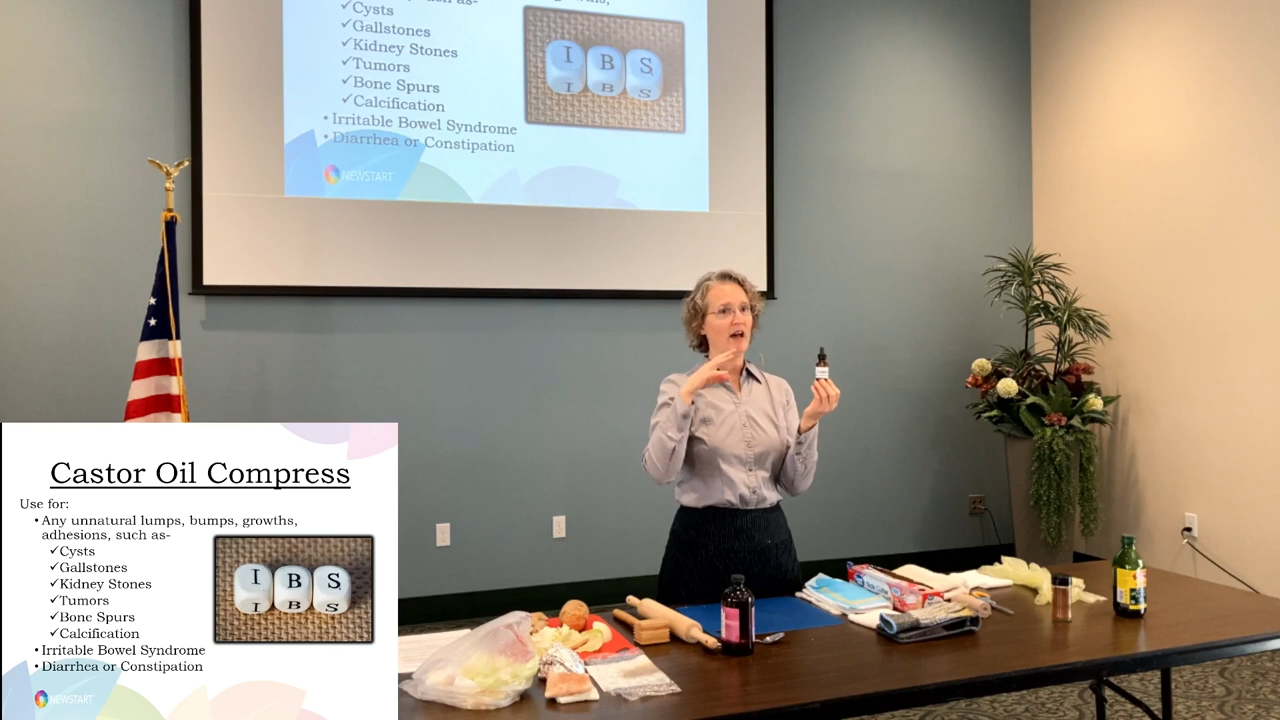 such as-
✓Cysts
✓Gallstones
✓Kidney Stones
✓Tumors
✓Bone Spurs
✓Calcification
• Irritable Bowel Syndrome
• Diarrhea or Constipation
I B S
I B S
NEWSTART
Castor Oil Compress
Use for:
• Any unnatural lumps, bumps, growths,
adhesions, such as-
✓Cysts
✓Gallstones
✓Kidney Stones
✓Tumors
✓Bone Spurs
✓Calcification
• Irritable Bowel Syndrome
• Diarrhea or Constipation
I B S
I B S
NEWSTART